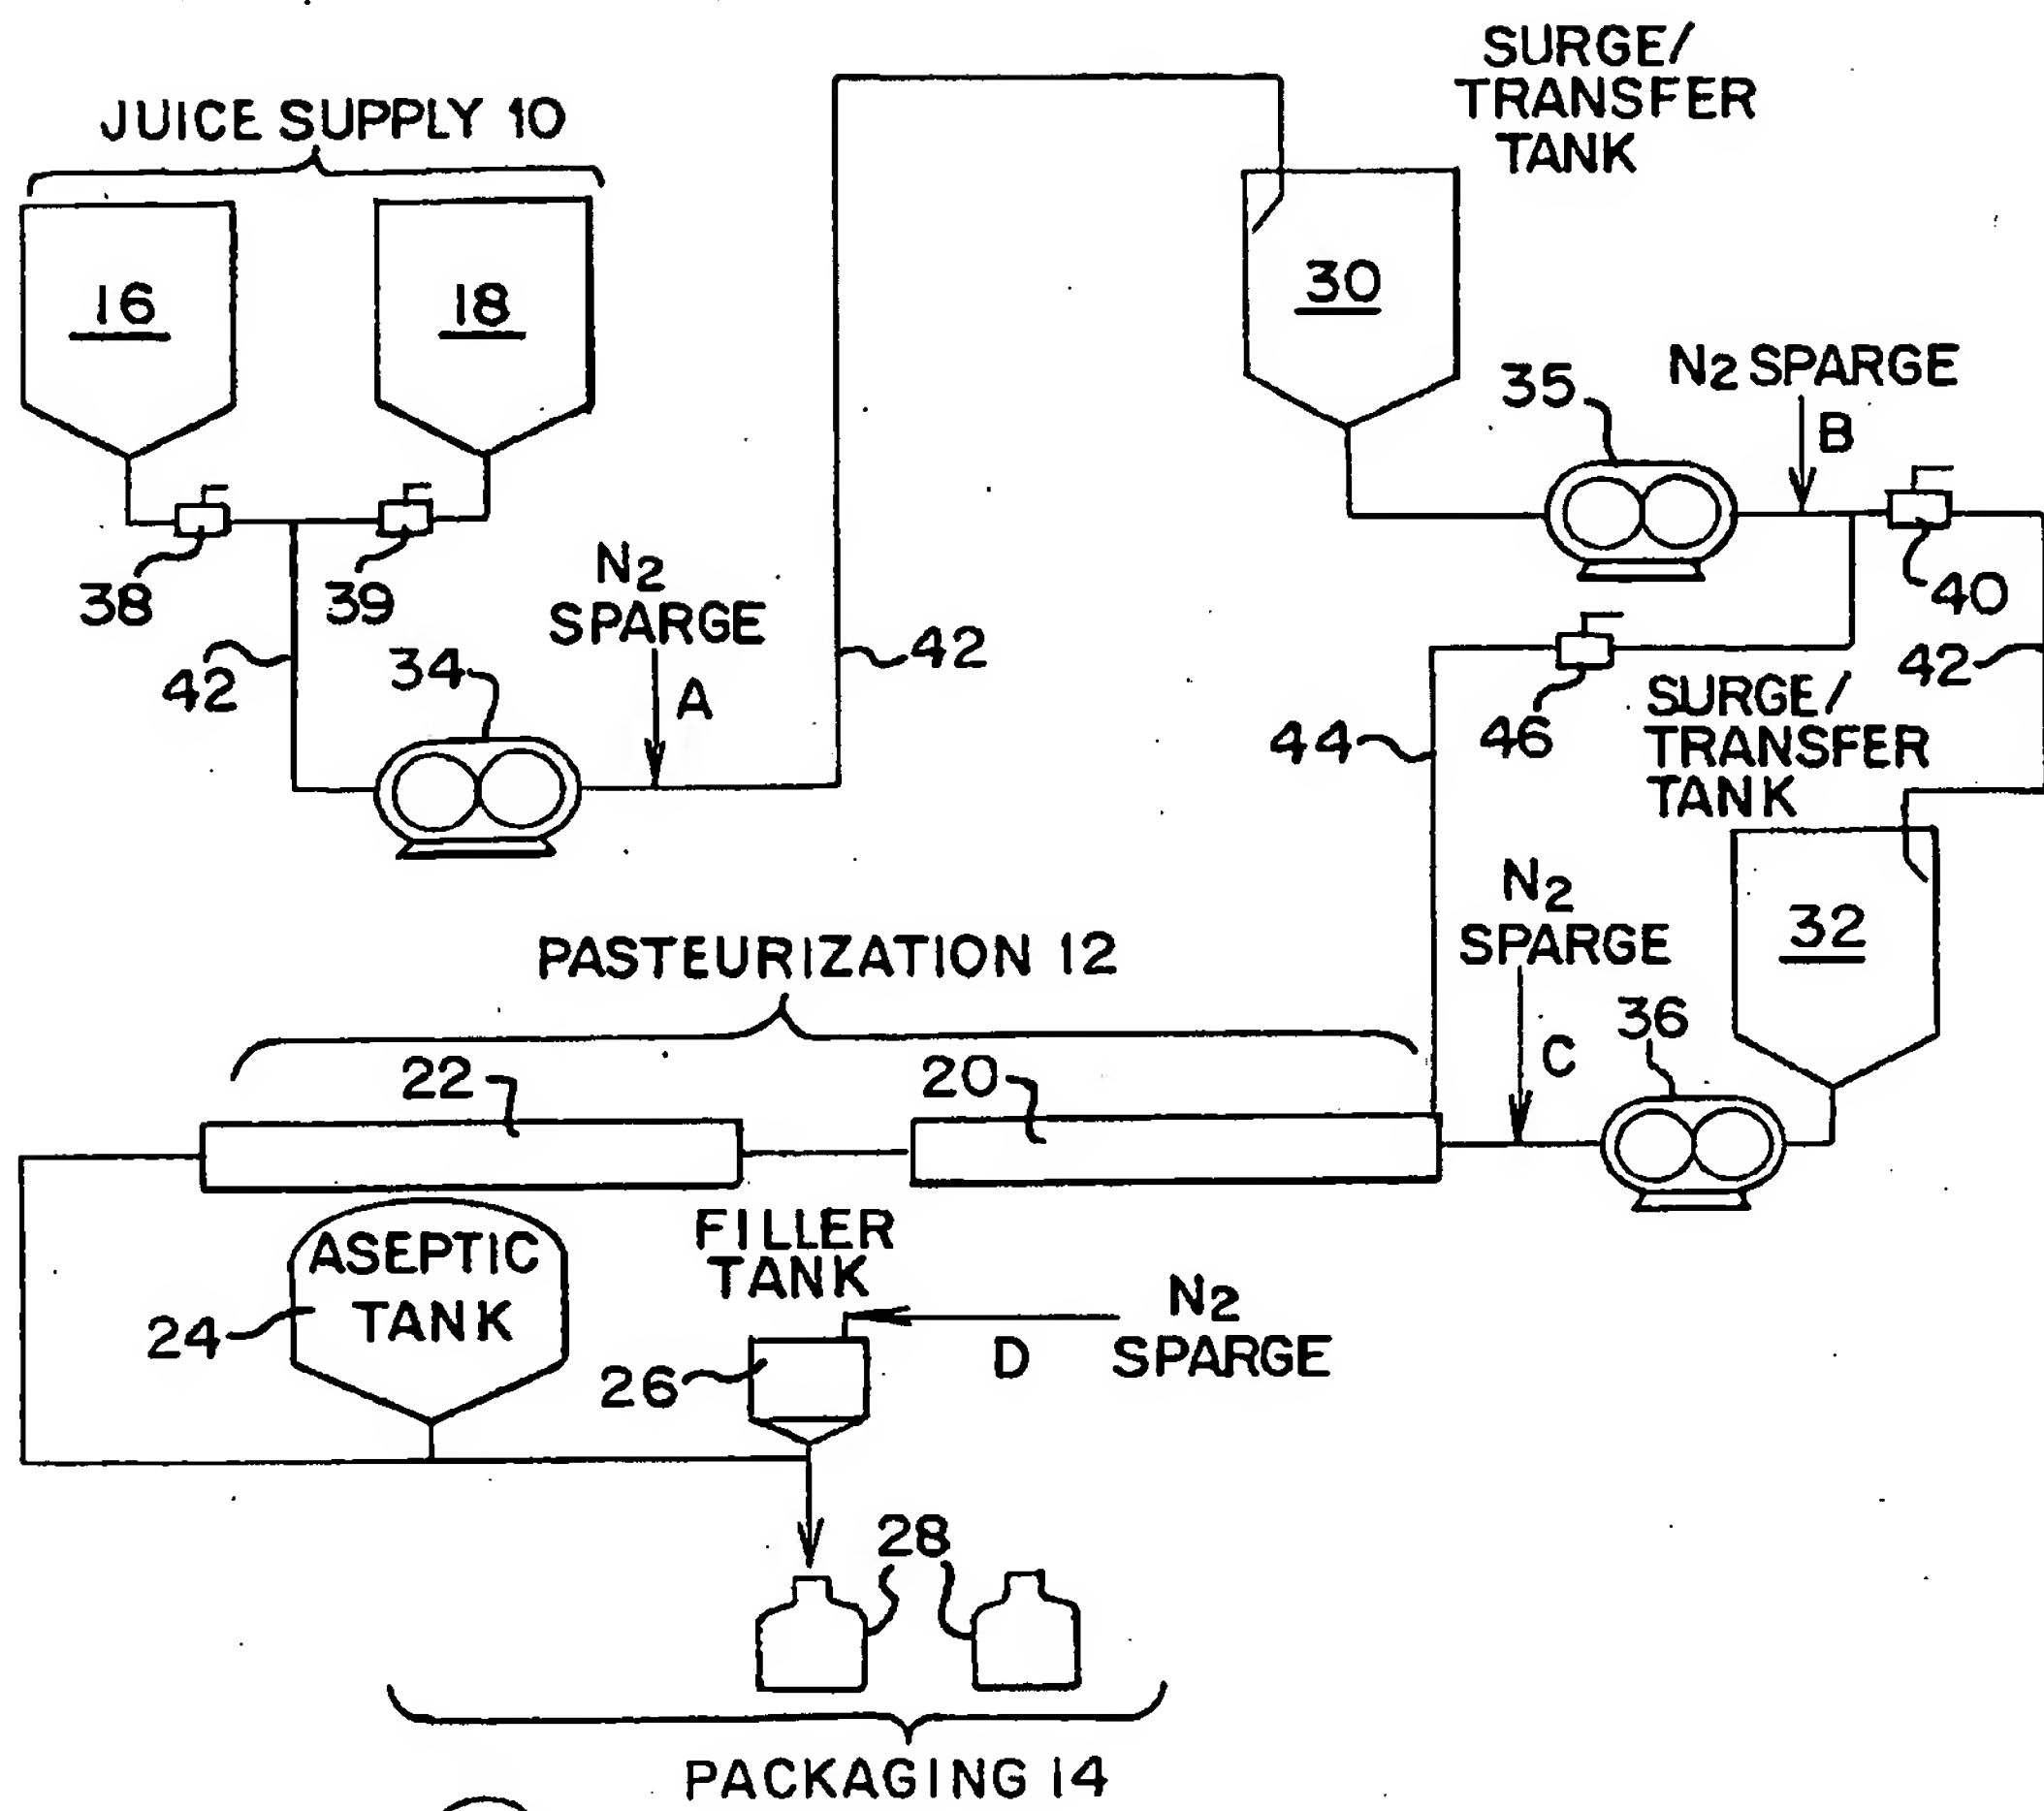 SURGE/
TRANSFER
TANK
JUICE SUPPLY 10
16
18
30
35
N2 SPARGE
B
38
39
N2
SPARGE
40
42
34
A
42
42
44
46
SURGE/
TRANSFER
TANK
N2
SPARGE
32
PASTEURIZATION 12
36
C
22
20
ASEPTIC
TANK
24
FILLER
TANK
N2
SPARGE
D
26
28
PACKAGING 14